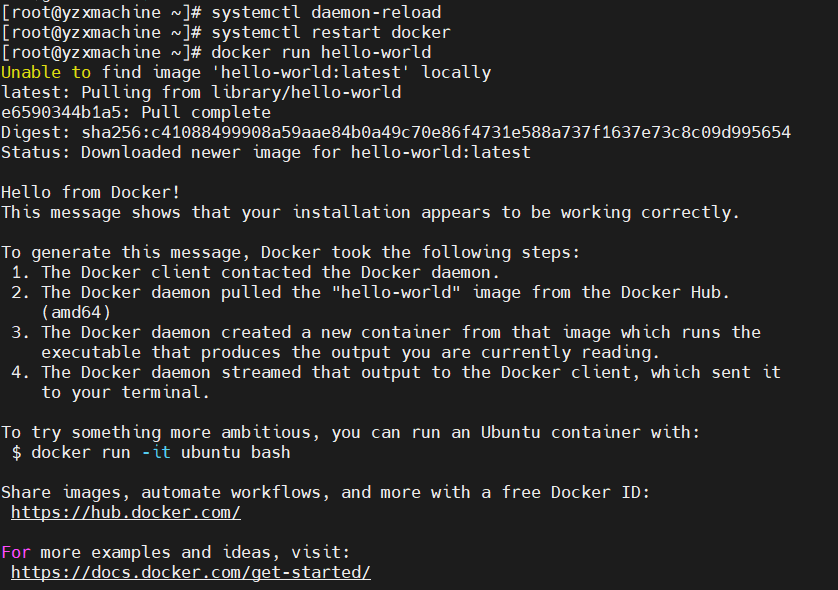 [root@yzxmachine ~]# systemctl daemon-reload
[root@yzxmachine ~]# systemctl restart docker
[root@yzxmachine ~]# docker run hello-world
Unable to find image 'hello-world:latest' locally
latest: Pulling from library/hello-world
e6590344b1a5: Pull complete
Digest: sha256:c41088499908a59aae84b0a49c70e86f4731e588a737f1637e73c8c09d995654
Status: Downloaded newer image for hello-world:latest

Hello from Docker!
This message shows that your installation appears to be working correctly.

To generate this message, Docker took the following steps:
 1. The Docker client contacted the Docker daemon.
 2. The Docker daemon pulled the "hello-world" image from the Docker Hub.
    (amd64)
 3. The Docker daemon created a new container from that image which runs the
    executable that produces the output you are currently reading.
 4. The Docker daemon streamed that output to the Docker client, which sent it
    to your terminal.

To try something more ambitious, you can run an Ubuntu container with:
 $ docker run -it ubuntu bash

Share images, automate workflows, and more with a free Docker ID:
 https://hub.docker.com/

For more examples and ideas, visit:
 https://docs.docker.com/get-started/